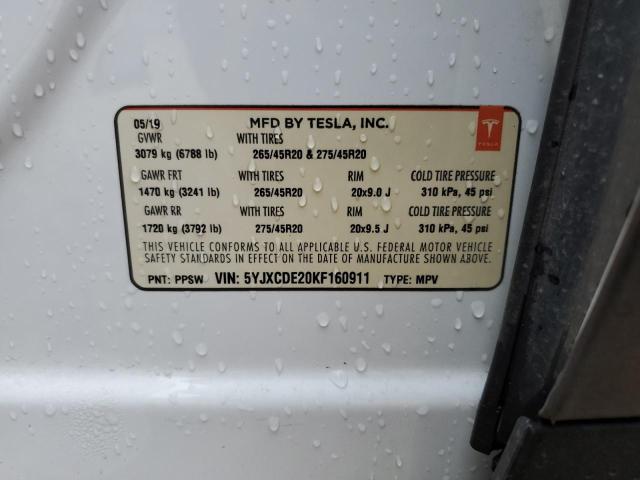 05/19 MFD BY TESLA, INC.
GVWR WITH TIRES
3079 kg (6788 lb) 265/45R20 & 275/45R20
TESLA
GAWR FRT WITH TIRES RIM COLD TIRE PRESSURE
1470 kg (3241 lb) 265/45R20 20x9.0 J 310 kPa, 45 psi
GAWR RR WITH TIRES RIM COLD TIRE PRESSURE
1720 kg (3792 lb) 275/45R20 20x9.5 J 310 kPa, 45 psi
THIS VEHICLE CONFORMS TO ALL APPLICABLE U.S. FEDERAL MOTOR VEHICLE
SAFETY STANDARDS IN EFFECT ON THE DATE OF MANUFACTURE SHOWN ABOVE.
PNT: PPSW VIN: 5YJXCDE20KF160911 TYPE: MPV